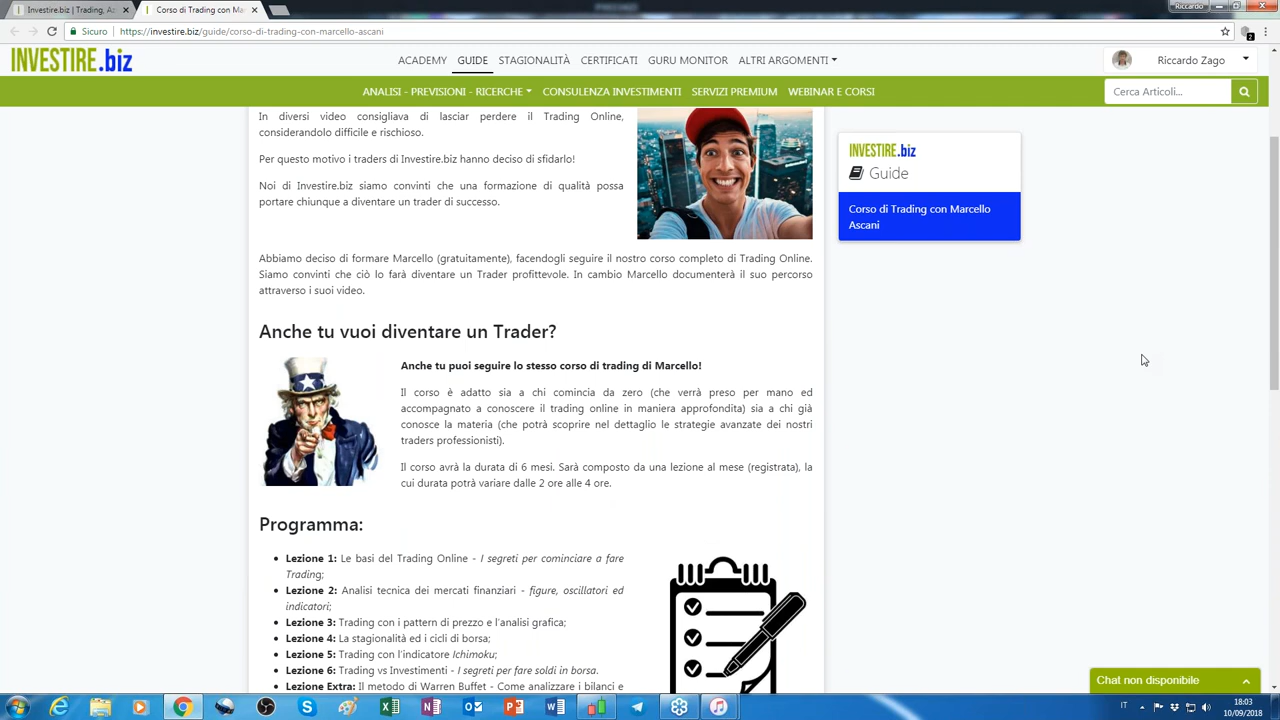 Investire.biz | Trading, A
Corso di Trading con Ma
Riccardo
Sicuro
https://investire.biz/guide/corso-di-trading-con-marcello-ascani
2
INVESTIRE.biz
ACADEMY
GUIDE
STAGIONALITÀ
CERTIFICATI
GURU MONITOR
ALTRI ARGOMENTI
Riccardo Zago
ANALISI - PREVISIONI - RICERCHE
CONSULENZA INVESTIMENTI
SERVIZI PREMIUM
WEBINAR E CORSI
Cerca Articoli...
In diversi video consigliava di lasciar perdere il Trading Online,
considerandolo difficile e rischioso.
Per questo motivo i traders di Investire.biz hanno deciso di sfidarlo!
Noi di Investire.biz siamo convinti che una formazione di qualità possa
portare chiunque a diventare un trader di successo.
Abbiamo deciso di formare Marcello (gratuitamente), facendogli seguire il nostro corso completo di Trading Online.
Siamo convinti che ciò lo farà diventare un Trader profittevole. In cambio Marcello documenterà il suo percorso
attraverso i suoi video.
INVESTIRE.biz
Guide
Corso di Trading con Marcello
Ascani
Anche tu vuoi diventare un Trader?
Anche tu puoi seguire lo stesso corso di trading di Marcello!
Il corso è adatto sia a chi comincia da zero (che verrà preso per mano ed
accompagnato a conoscere il trading online in maniera approfondita) sia a chi già
conosce la materia (che potrà scoprire nel dettaglio le strategie avanzate dei nostri
traders professionisti).
Il corso avrà la durata di 6 mesi. Sarà composto da una lezione al mese (registrata), la
cui durata potrà variare dalle 2 ore alle 4 ore.
Programma:
Lezione 1: Le basi del Trading Online - I segreti per cominciare a fare
Trading;
Lezione 2: Analisi tecnica dei mercati finanziari - figure, oscillatori ed
indicatori;
Lezione 3: Trading con i pattern di prezzo e l'analisi grafica;
Lezione 4: La stagionalità ed i cicli di borsa;
Lezione 5: Trading con l'indicatore Ichimoku;
Lezione 6: Trading vs Investimenti - I segreti per fare soldi in borsa.
Lezione Extra: Il metodo di Warren Buffet - Come analizzare i bilanci e
Chat non disponibile
IT
18:03
10/09/2018